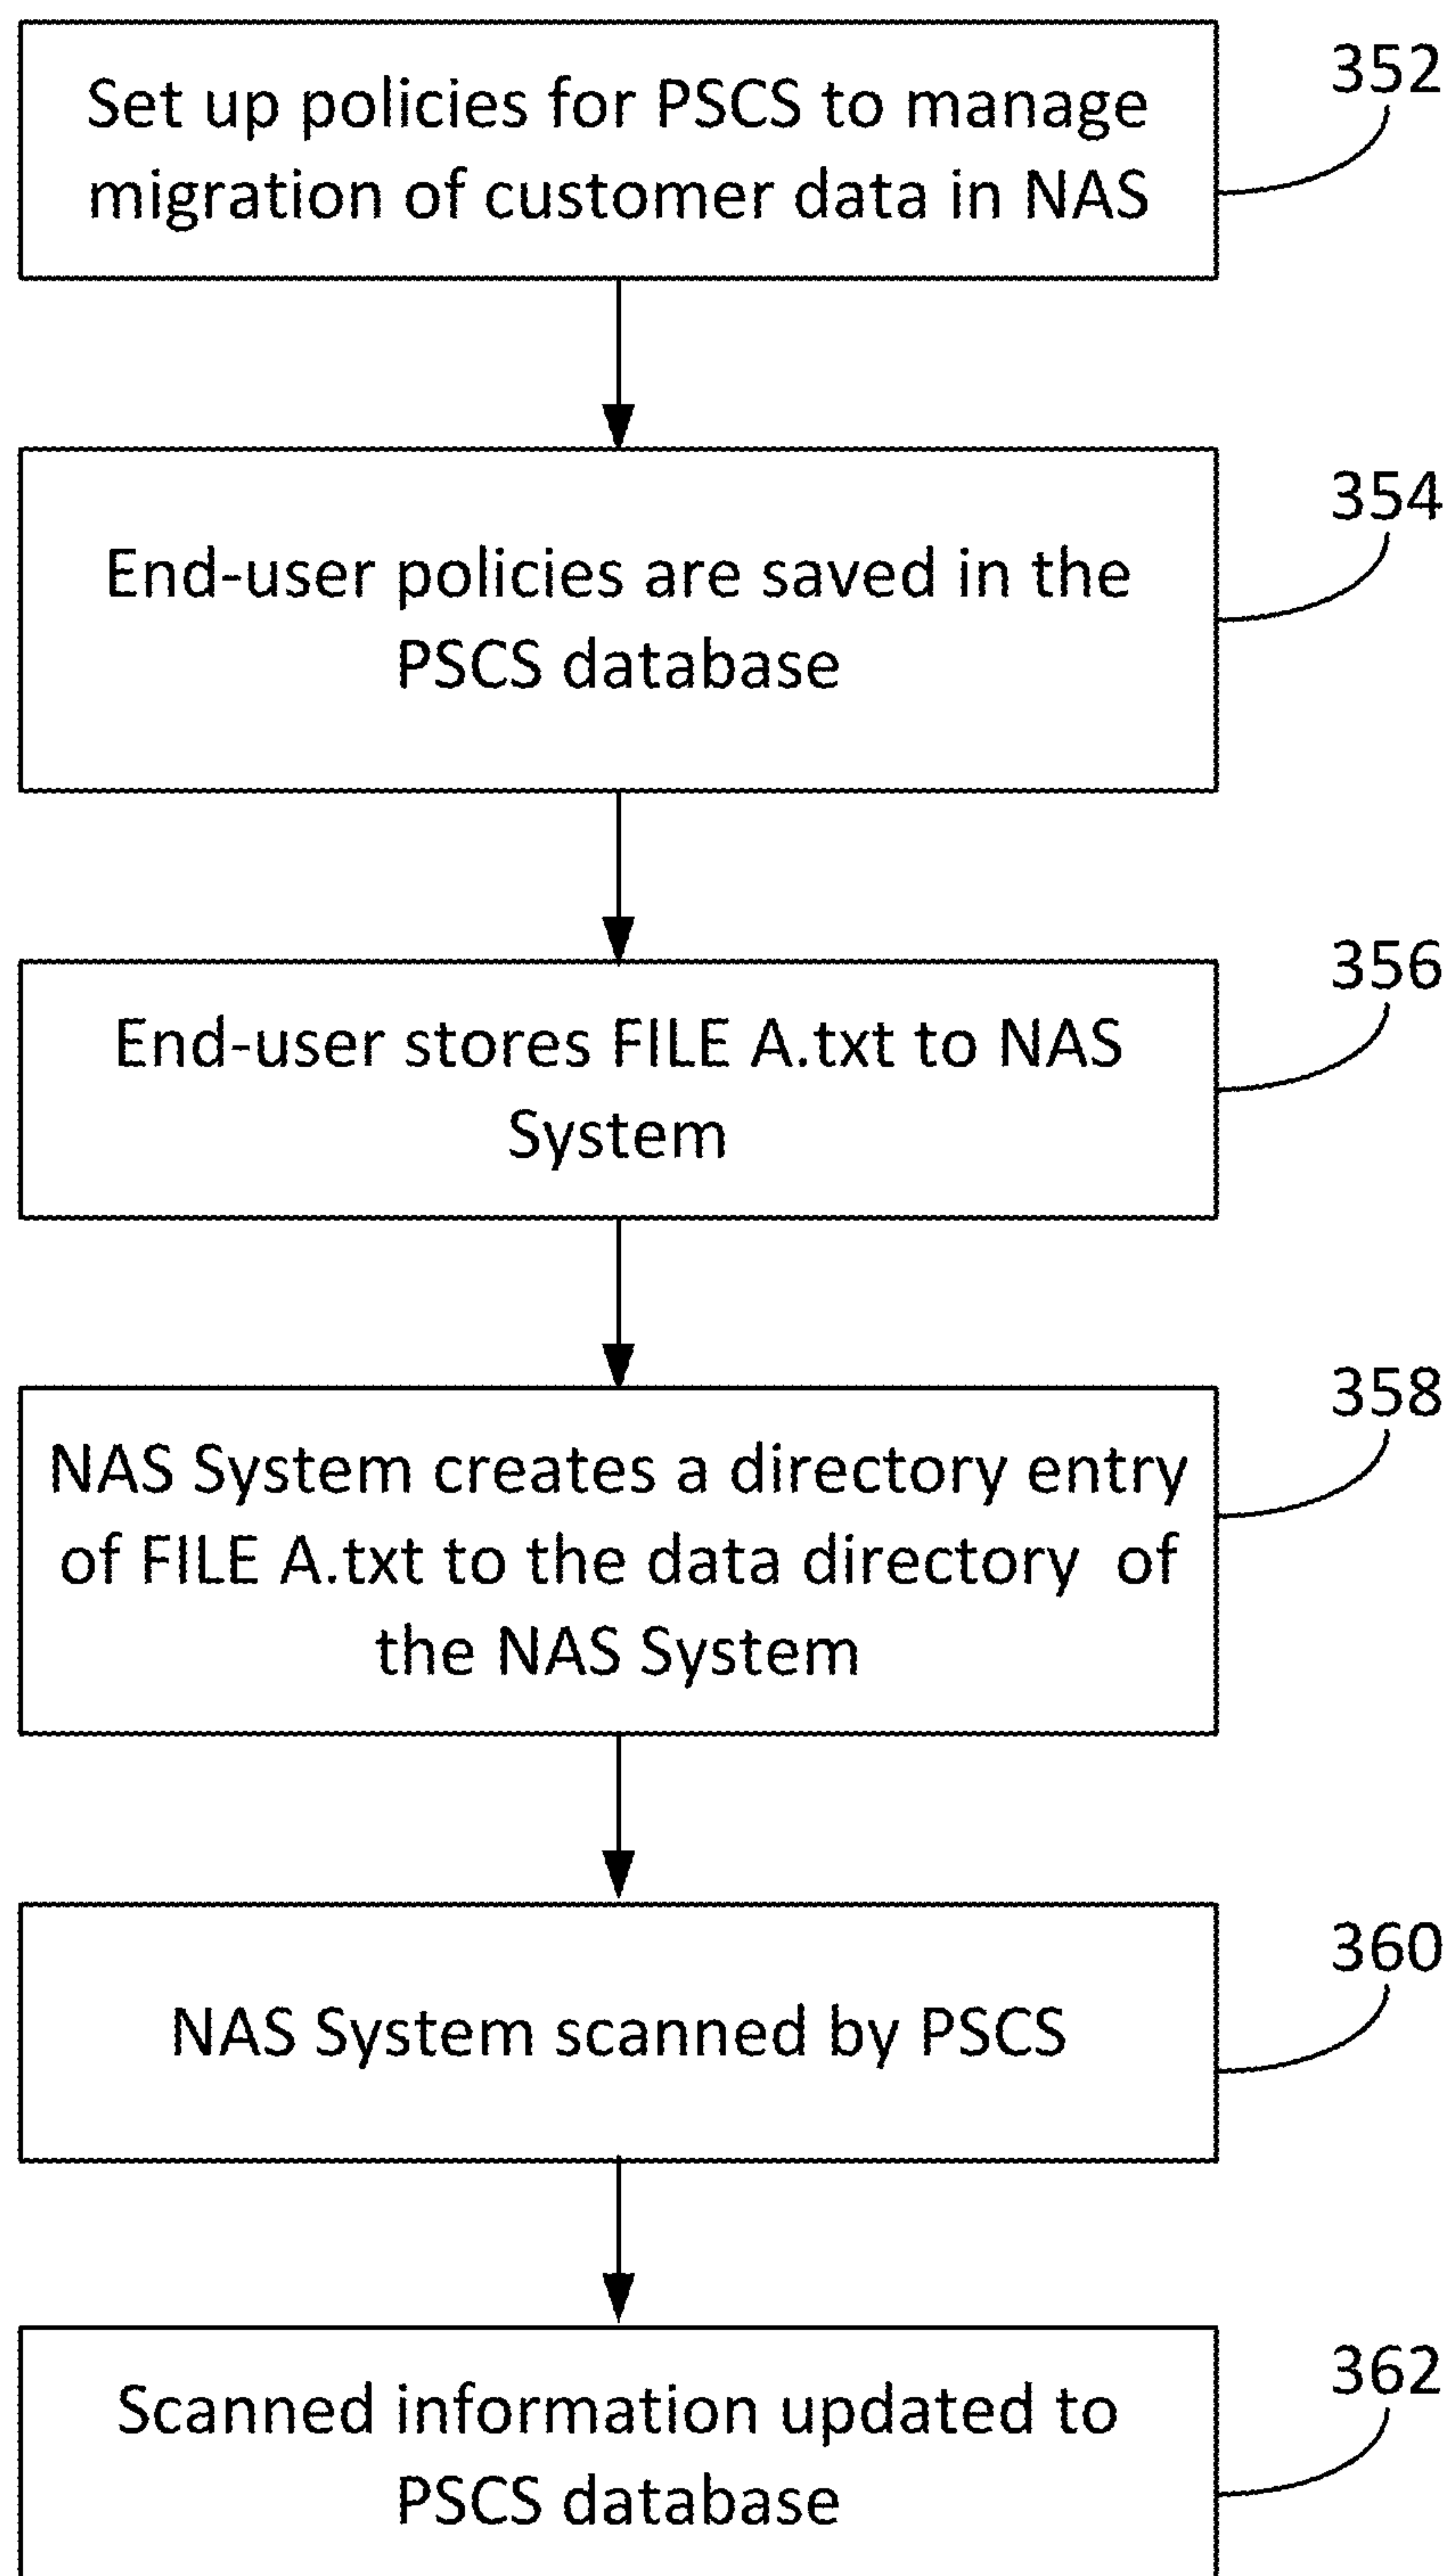 Set up policies for PSCS to manage
migration of customer data in NAS
352
End-user policies are saved in the
PSCS database
354
End-user stores FILE A.txt to NAS
System
356
NAS System creates a directory entry
of FILE A.txt to the data directory of
the NAS System
358
NAS System scanned by PSCS
360
Scanned information updated to
PSCS database
362